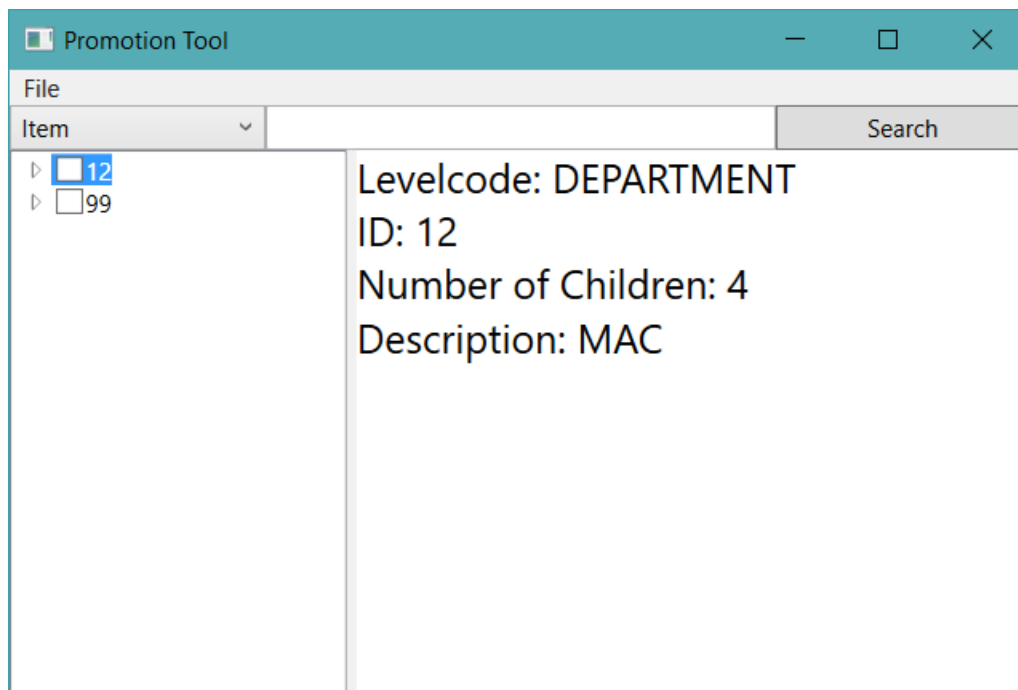 Promotion Tool
File
Item
Search
12
99
Levelcode: DEPARTMENT
ID: 12
Number of Children: 4
Description: MAC